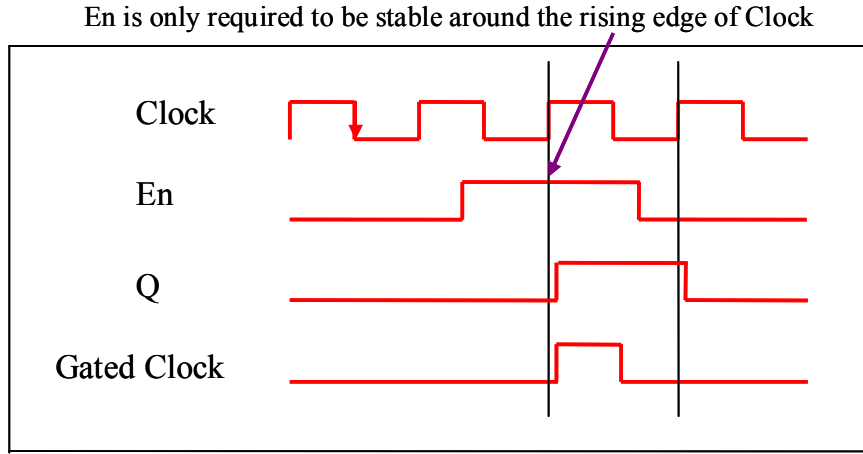 En is only required to be stable around the rising edge of Clock
Clock
En
Q
Gated Clock